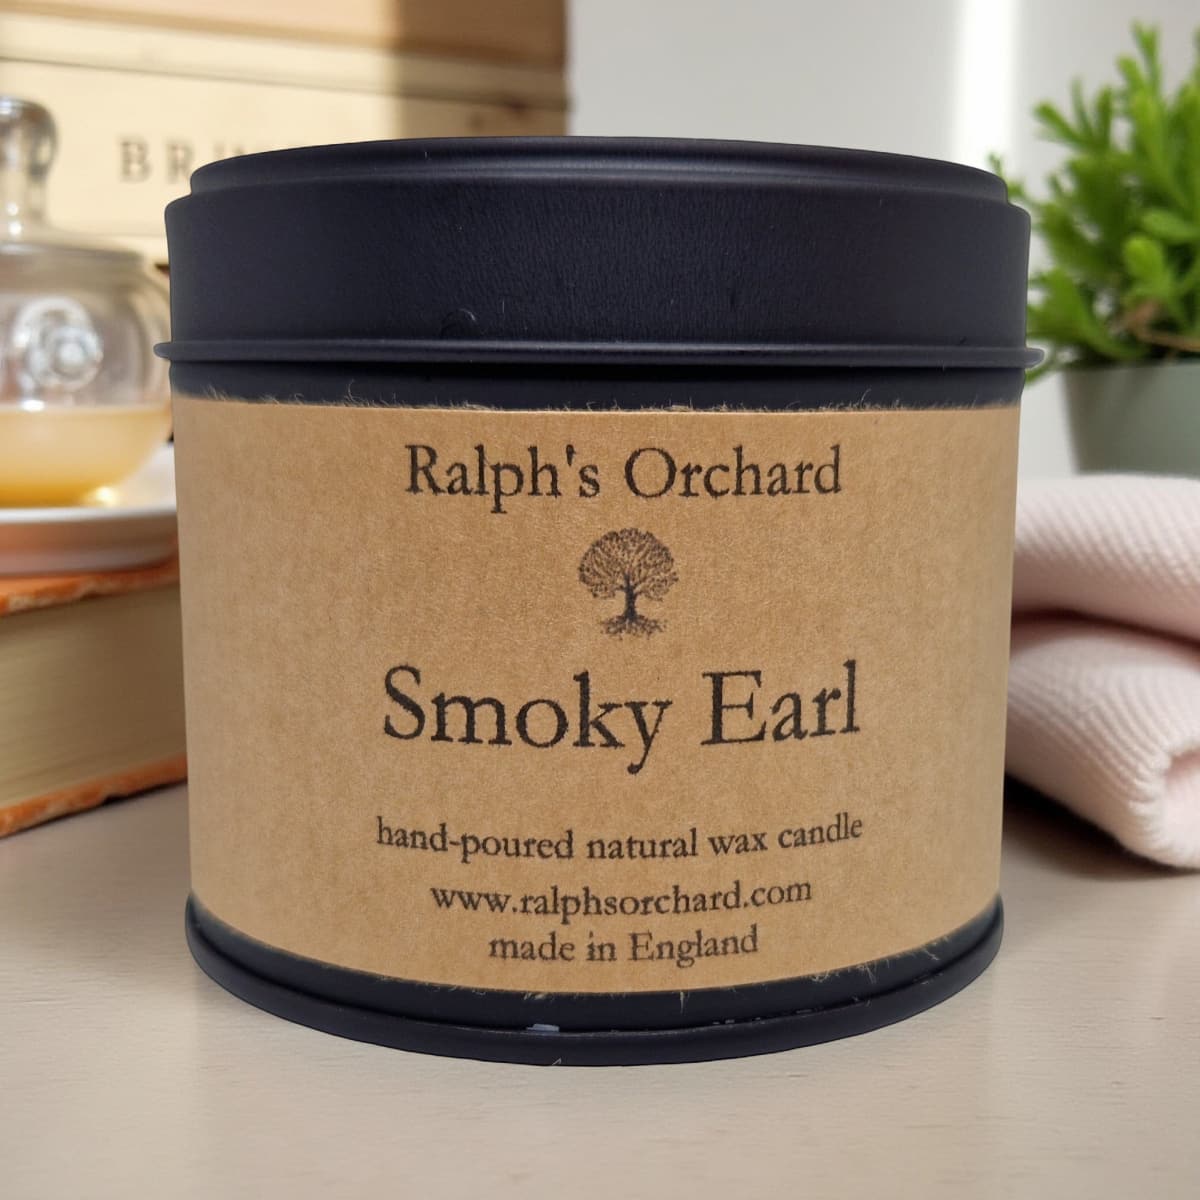 Ralph's Orchard
Smoky Earl
hand-poured natural wax candle
www.ralphsorchard.com
made in England